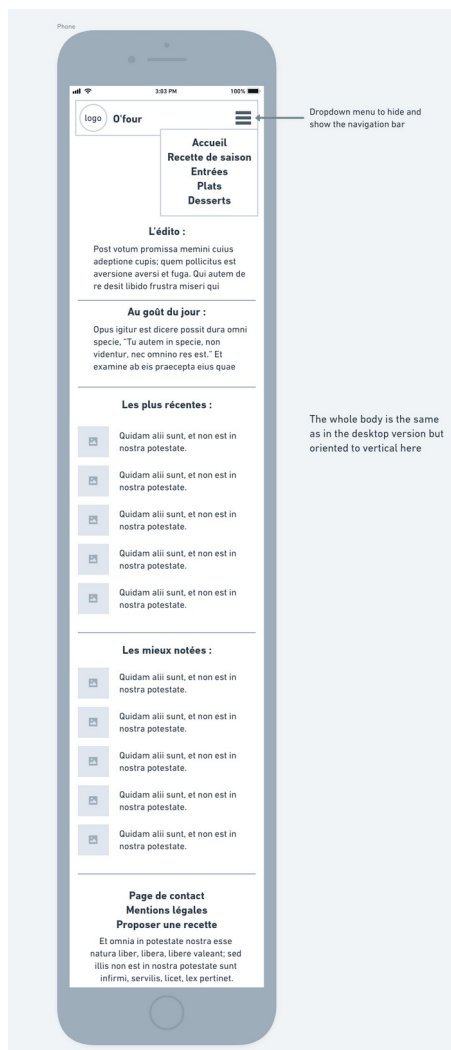 Phone
3:03 PM
100%
logo
O'four
Dropdown menu to hide and
show the navigation bar
Accueil
Recette de saison
Entrées
Plats
Desserts
L'édito :
Post votum promissa memini cuius
adeptione cupis; quem pollicitus est
aversione aversi et fuga. Qui autem de
re desit libido frustra miseri qui
Au goût du jour :
Opus igitur est dicere possit dura omni
specie, "Tu autem in specie, non
videntur, nec omnino res est." Et
examine ab eis praecepta eius quae
Les plus récentes :
The whole body is the same
as in the desktop version but
oriented to vertical here
Quidam alii sunt, et non est in
nostra potestate.
Quidam alii sunt, et non est in
nostra potestate.
Quidam alii sunt, et non est in
nostra potestate.
Quidam alii sunt, et non est in
nostra potestate.
Quidam alii sunt, et non est in
nostra potestate.
Les mieux notées :
Quidam alii sunt, et non est in
nostra potestate.
Quidam alii sunt, et non est in
nostra potestate.
Quidam alii sunt, et non est in
nostra potestate.
Quidam alii sunt, et non est in
nostra potestate.
Quidam alii sunt, et non est in
nostra potestate.
Page de contact
Mentions légales
Proposer une recette
Et omnia in potestate nostra esse
natura liber, libera, libere valeant; sed
illis non est in nostra potestate sunt
infirmi, servilis, licet, lex pertinet.